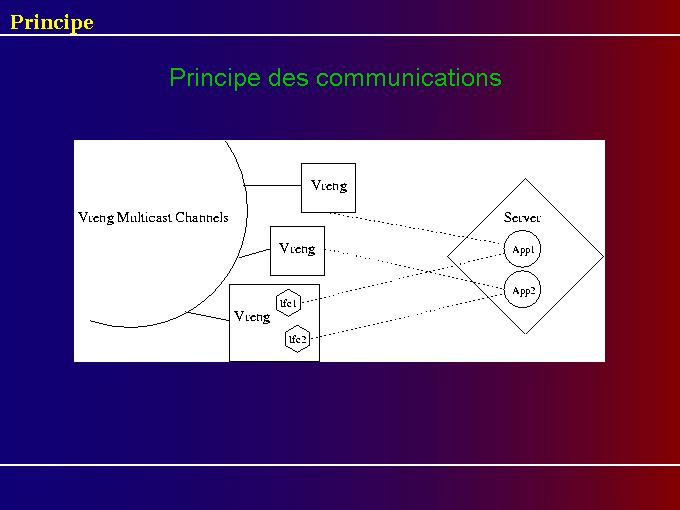 Principe
Principe des communications
Vreng
Vreng Multicast Channels
Server
Vreng
App1
App2
Ifc1
Vreng
Ifc2